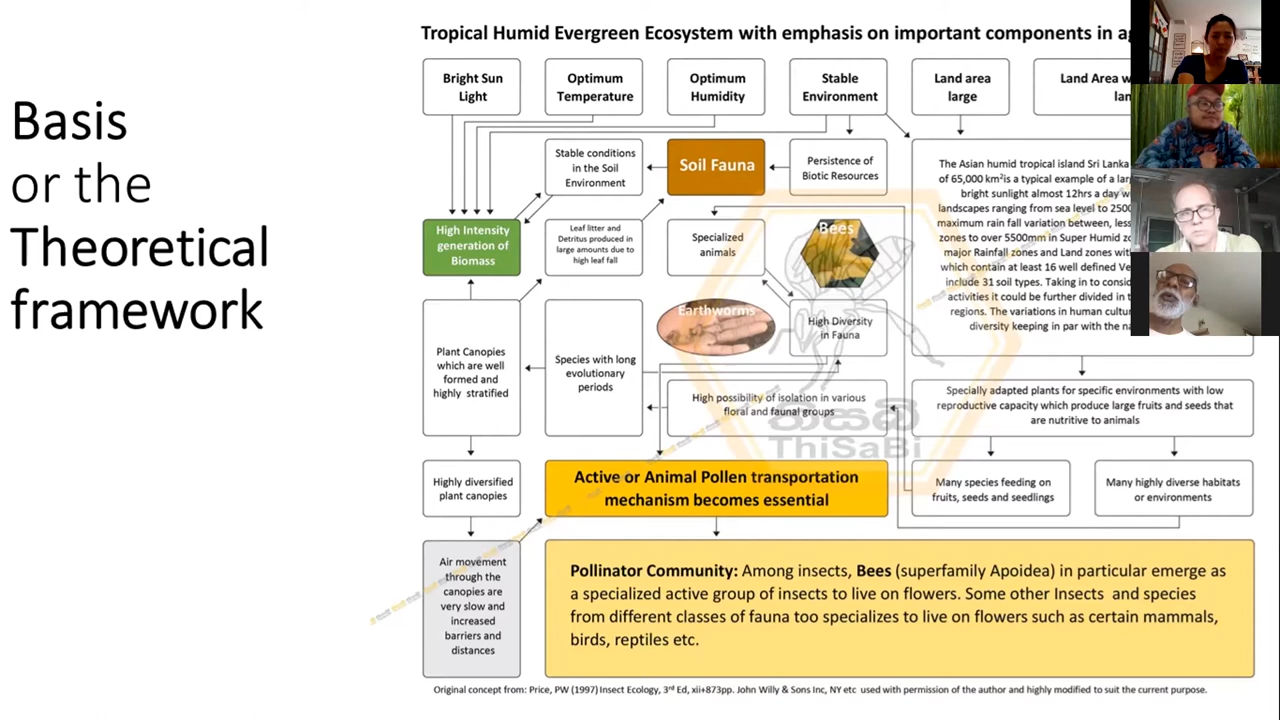 Basis
or the
Theoretical
framework
Tropical Humid Evergreen Ecosystem with emphasis on important components in ag
Bright Sun
Light
Optimum
Temperature
Optimum
Humidity
Stable
Environment
Land area
large
Land Area w
lan
Stable conditions
in the Soil
Environment
Soil Fauna
Persistence of
Biotic Resources
The Asian humid tropical island Sri Lanka
of 65,000 km²is a typical example of a larg
bright sunlight almost 12hrs a day w
landscapes ranging from sea level to 2500
maximum rain fall variation between, less
zones to over 5500mm in Super Humid zo
major Rainfall zones and Land zones with
which contain at least 16 well defined Ve
include 31 soil types. Taking in to consid
activities it could be further divided in t
regions. The variations in human cultur
diversity keeping in par with the na
High Intensity
generation of
Biomass
Leaf litter and
Detritus produced in
large amounts due to
high leaf fall
Specialized
animals
Bees
Earthworms
High Diversity
in Fauna
Plant Canopies
which are well
formed and
highly stratified
Species with long
evolutionary
periods
High possibility of isolation in various
floral and faunal groups
Specially adapted plants for specific environments with low
reproductive capacity which produce large fruits and seeds that
are nutritive to animals
ThiSaBi
Highly diversified
plant canopies
Active or Animal Pollen transportation
mechanism becomes essential
Many species feeding on
fruits, seeds and seedlings
Many highly diverse habitats
or environments
Air movement
through the
canopies are
very slow and
increased
barriers and
distances
Pollinator Community: Among insects, Bees (superfamily Apoidea) in particular emerge as
a specialized active group of insects to live on flowers. Some other Insects and species
from different classes of fauna too specializes to live on flowers such as certain mammals,
birds, reptiles etc.
Original concept from: Price, PW (1997) Insect Ecology, 3rd Ed, xii+873pp. John Willy & Sons Inc, NY etc used with permission of the author and highly modified to suit the current purpose.